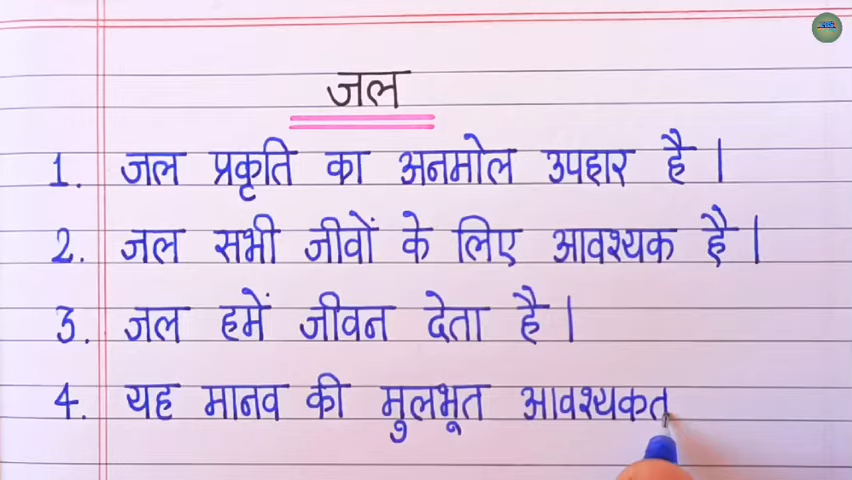 जल
1. जल प्रकृति का अनमोल उपहार है।
2. जल सभी जीवों के लिए आवश्यक है।
3. जल हमें जीवन देता है।
4. यह मानव की मुलभूत आवश्यकत